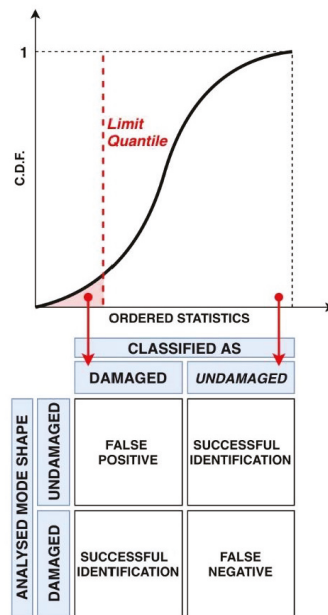 C.D.F.
1
Limit
Quantile
ORDERED STATISTICS
CLASSIFIED AS
DAMAGED
UNDAMAGED
ANALYSED MODE SHAPE
UNDAMAGED
FALSE
POSITIVE
SUCCESSFUL
IDENTIFICATION
DAMAGED
SUCCESSFUL
IDENTIFICATION
FALSE
NEGATIVE